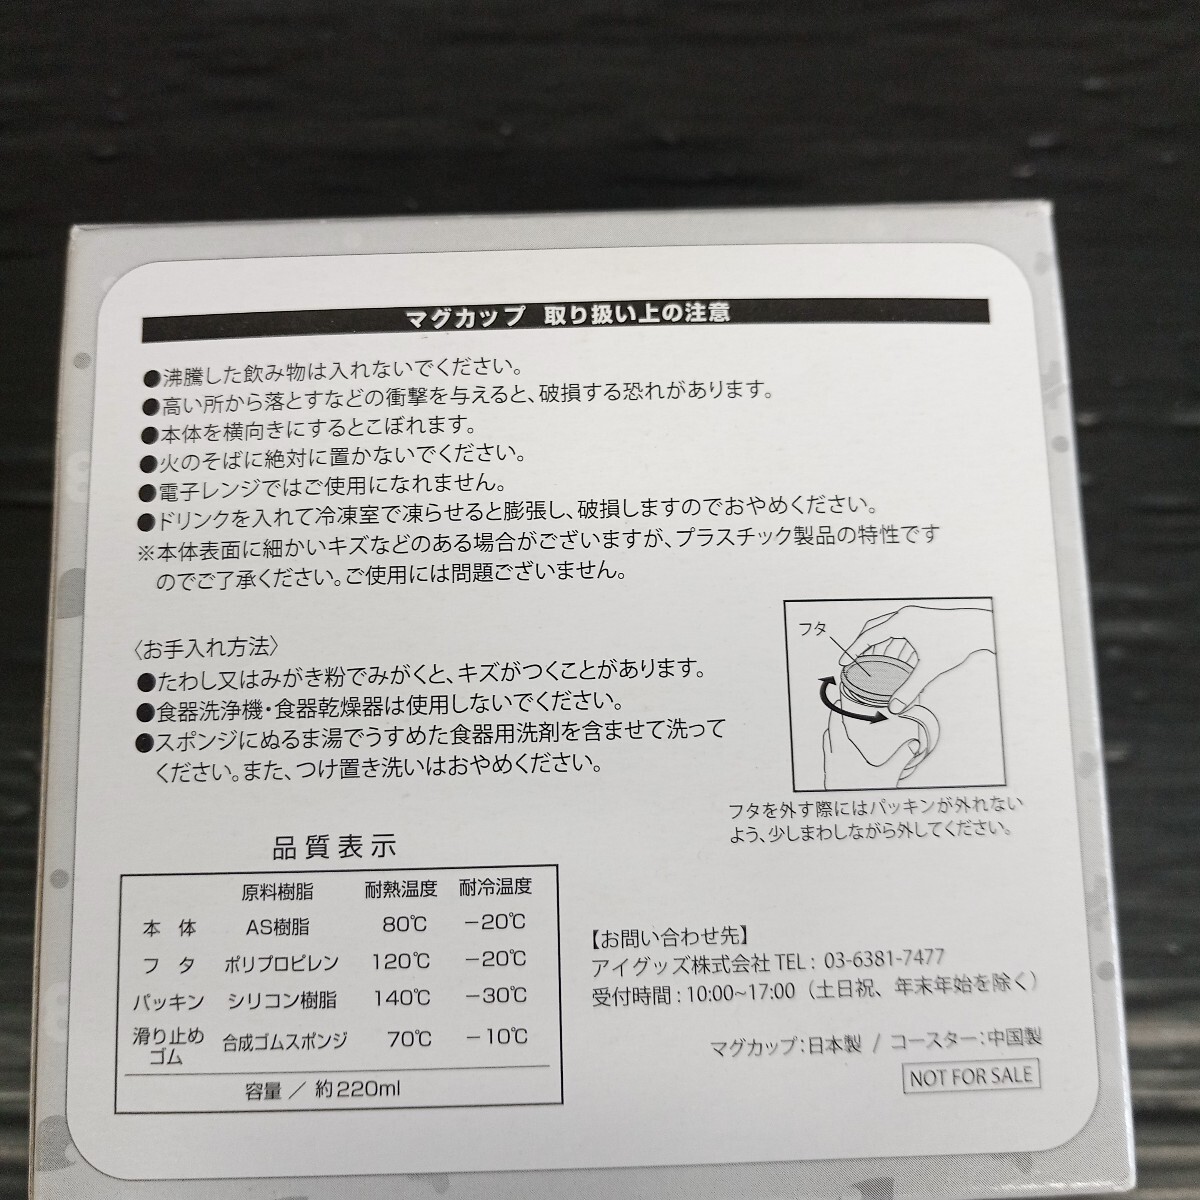 マグカップ 取り扱い上の注意
●沸騰した飲み物は入れないでください。
●高い所から落とすなどの衝撃を与えると、破損する恐れがあります。
●本体を横向きにするとこぼれます。
●火のそばに絶対に置かないでください。
●電子レンジではご使用になれません。
●ドリンクを入れて冷凍室で凍らせると膨張し、破損しますのでおやめください。
※本体表面に細かいキズなどのある場合がございますが、プラスチック製品の特性です
のでご了承ください。ご使用には問題ございません。
〈お手入れ方法〉
●たわし又はみがき粉でみがくと、キズがつくことがあります。
●食器洗浄機・食器乾燥器は使用しないでください。
●スポンジにぬるま湯でうすめた食器用洗剤を含ませて洗って
ください。また、つけ置き洗いはおやめください。
フタ
フタを外す際にはパッキンが外れない
よう、少しまわしながら外してください。
品質表示
原料樹脂 耐熱温度 耐冷温度
本体 AS樹脂 80℃ −20℃
フタ ポリプロピレン 120℃ −20℃
パッキン シリコン樹脂 140℃ −30℃
滑り止め
ゴム 合成ゴムスポンジ 70℃ −10℃
容量 ／ 約220ml
【お問い合わせ先】
アイグッズ株式会社 TEL : 03-6381-7477
受付時間 : 10:00~17:00（土日祝、年末年始を除く）
マグカップ：日本製 / コースター：中国製
NOT FOR SALE